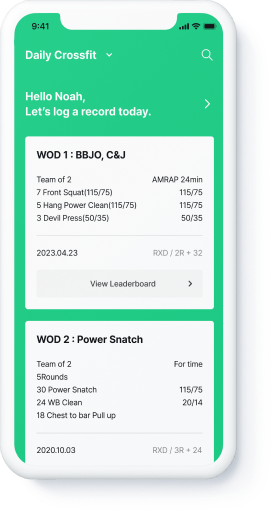 9:41
Daily Crossfit
Hello Noah,
Let's log a record today.
WOD 1 : BBJO, C&J
Team of 2 AMRAP 24min
7 Front Squat(115/75) 115/75
5 Hang Power Clean(115/75) 115/75
3 Devil Press(50/35) 50/35
2023.04.23 RXD / 2R + 32
View Leaderboard
WOD 2 : Power Snatch
Team of 2 For time
5Rounds
30 Power Snatch 115/75
24 WB Clean 20/14
18 Chest to bar Pull up
2020.10.03 RXD / 3R + 24